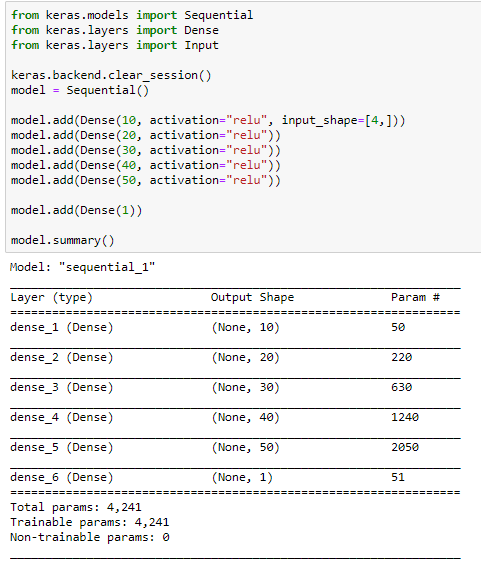 from keras.models import Sequential
from keras.layers import Dense
from keras.layers import Input
keras.backend.clear_session()
model = Sequential()
model.add(Dense(10, activation="relu", input_shape=[4,]))
model.add(Dense(20, activation="relu"))
model.add(Dense(30, activation="relu"))
model.add(Dense(40, activation="relu"))
model.add(Dense(50, activation="relu"))
model.add(Dense(1))
model.summary()
Model: "sequential_1"
_________________________________________________________________
Layer (type)                 Output Shape              Param #
=================================================================
dense_1 (Dense)              (None, 10)                50
_________________________________________________________________
dense_2 (Dense)              (None, 20)                220
_________________________________________________________________
dense_3 (Dense)              (None, 30)                630
_________________________________________________________________
dense_4 (Dense)              (None, 40)                1240
_________________________________________________________________
dense_5 (Dense)              (None, 50)                2050
_________________________________________________________________
dense_6 (Dense)              (None, 1)                 51
=================================================================
Total params: 4,241
Trainable params: 4,241
Non-trainable params: 0
_________________________________________________________________